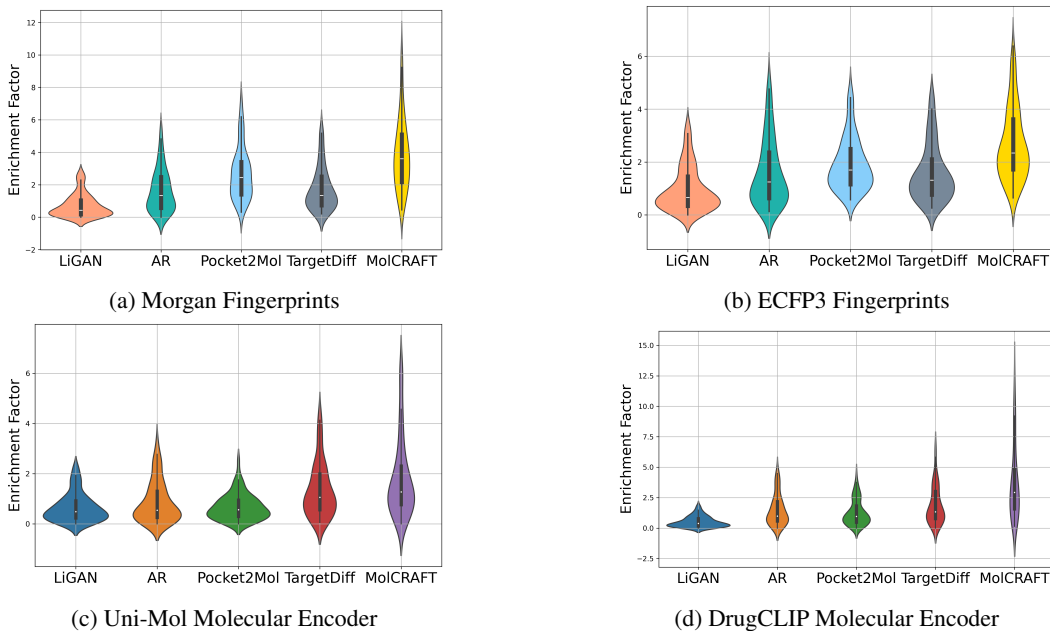 Enrichment Factor
12
10
8
6
4
2
0
−2
LiGAN AR Pocket2Mol TargetDiff MolCRAFT
(a) Morgan Fingerprints
Enrichment Factor
6
4
2
0
LiGAN AR Pocket2Mol TargetDiff MolCRAFT
(b) ECFP3 Fingerprints
Enrichment Factor
6
4
2
0
LiGAN AR Pocket2Mol TargetDiff MolCRAFT
(c) Uni-Mol Molecular Encoder
Enrichment Factor
15.0
12.5
10.0
7.5
5.0
2.5
0.0
−2.5
LiGAN AR Pocket2Mol TargetDiff MolCRAFT
(d) DrugCLIP Molecular Encoder